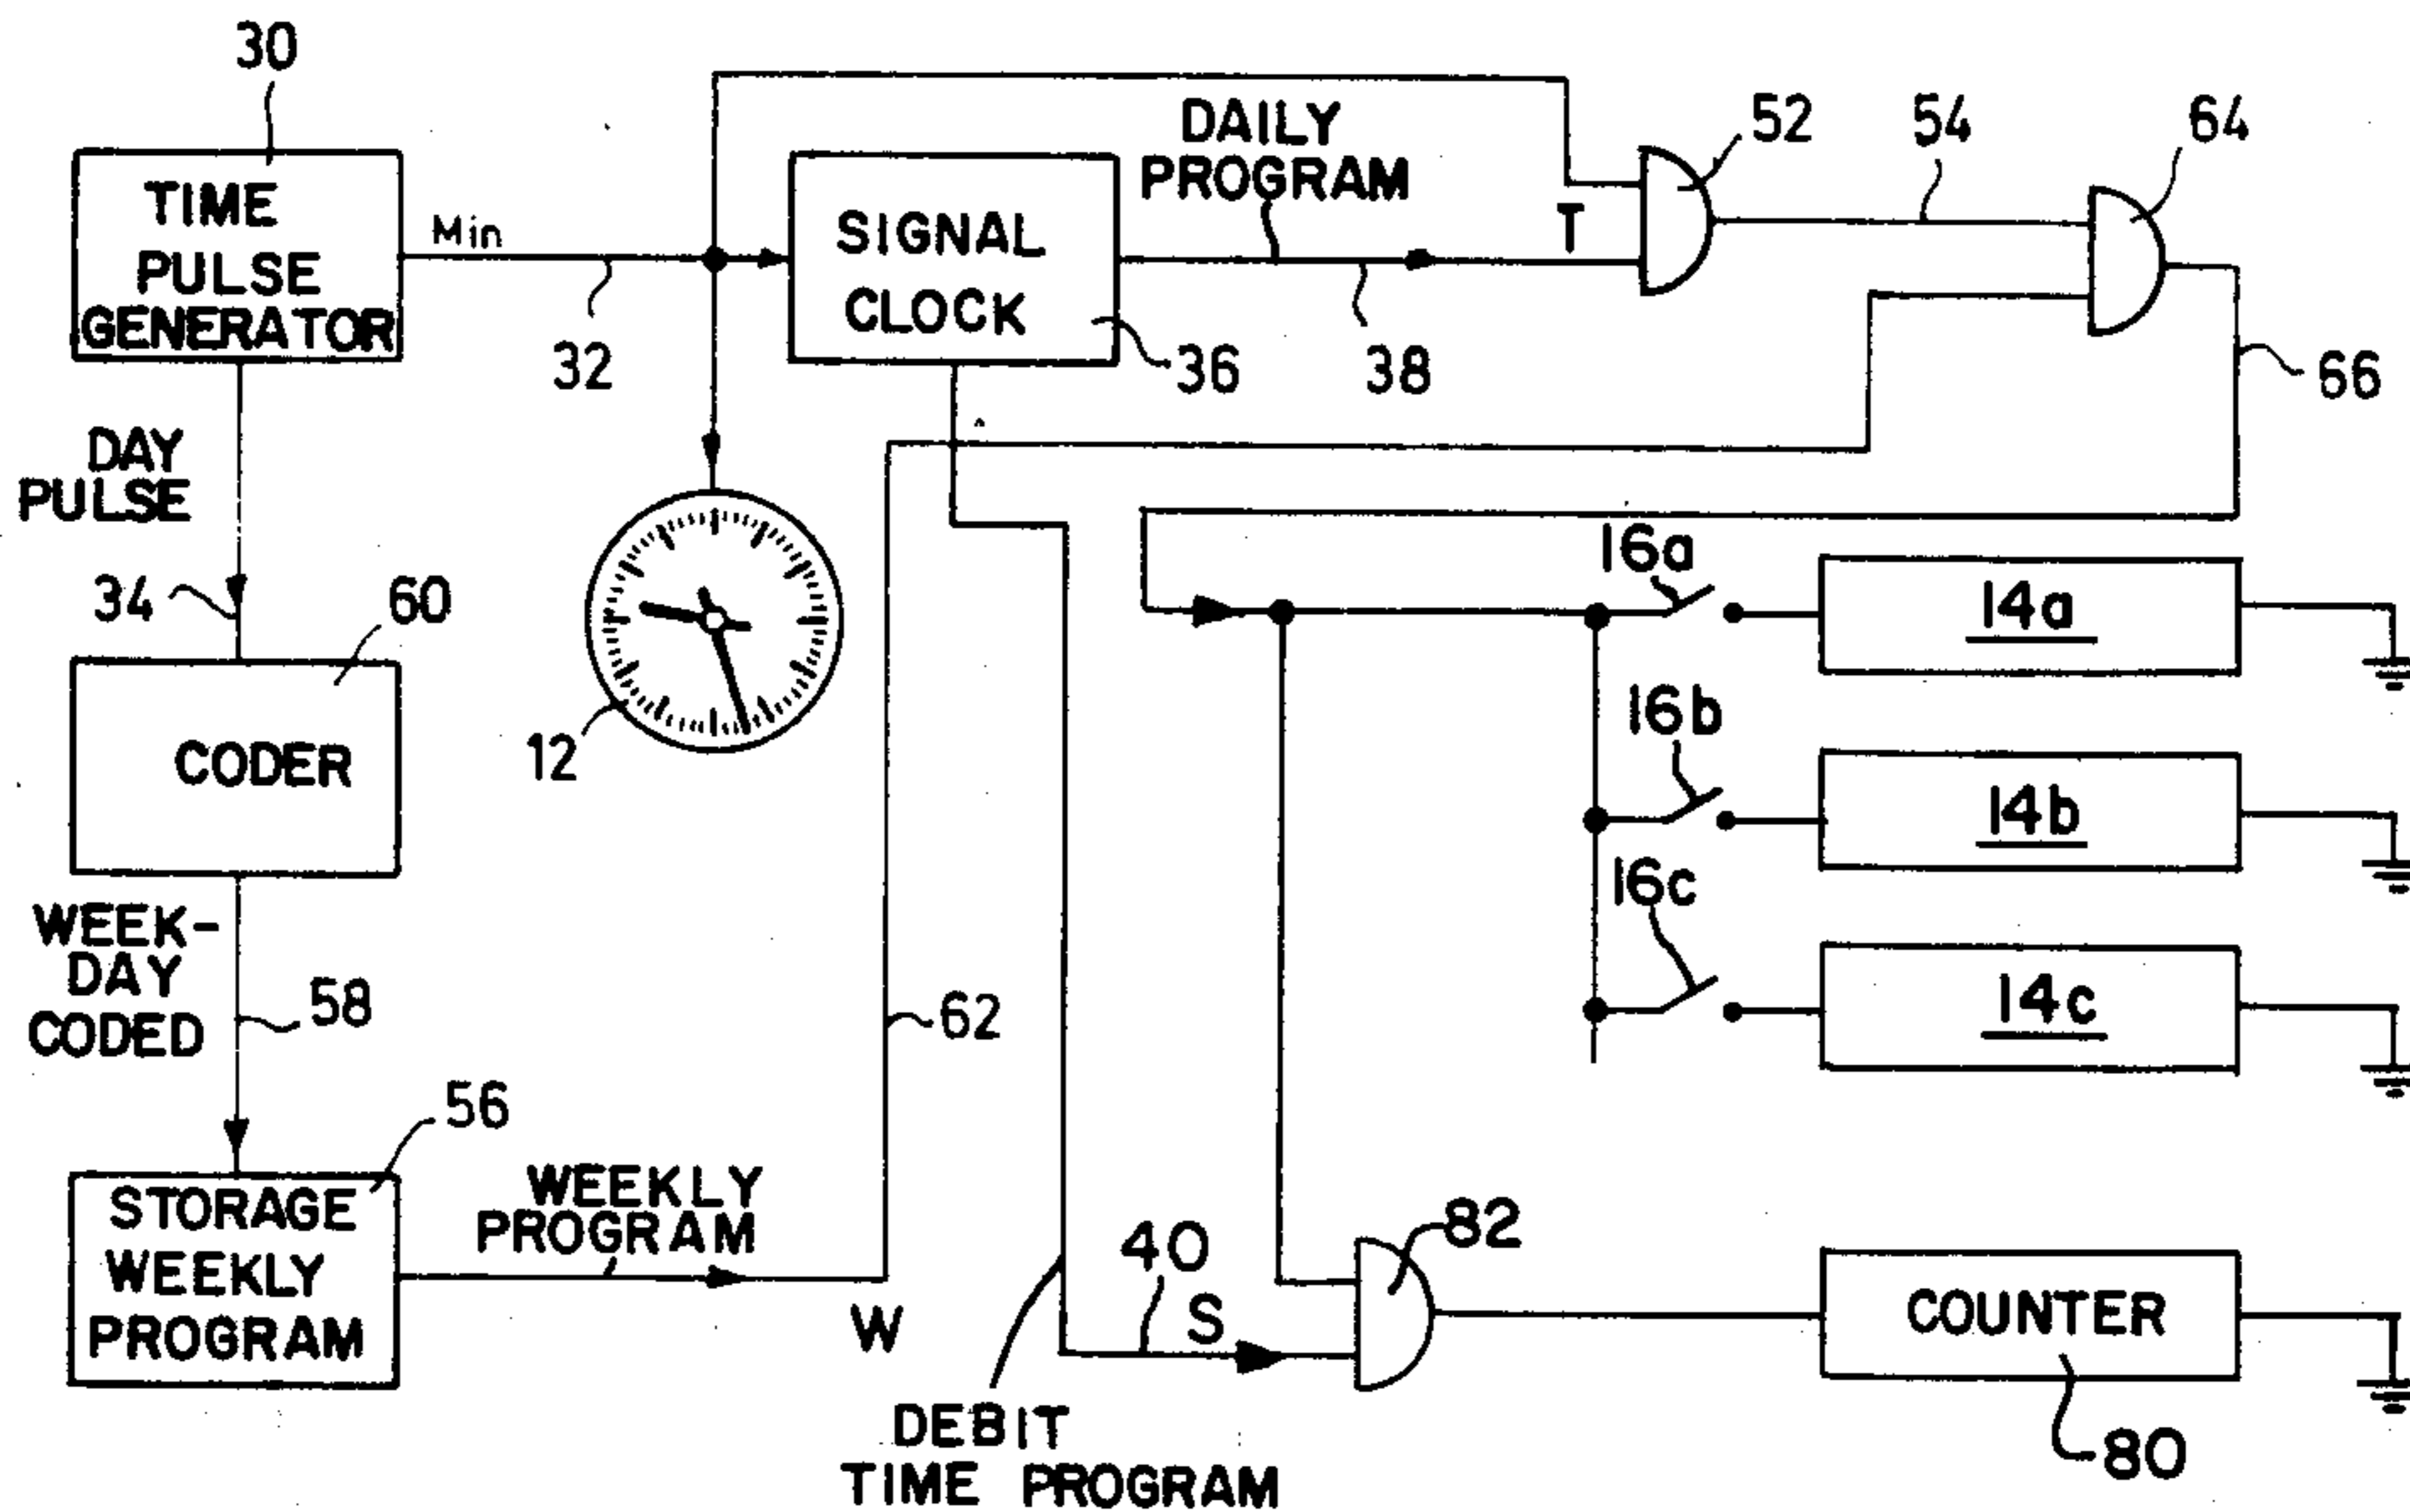 30
TIME
PULSE
GENERATOR
Min
32
SIGNAL
CLOCK
36
DAILY
PROGRAM
38
T
52
54
64
66
DAY
PULSE
34
60
CODER
12
WEEK-
DAY
CODED
58
56
STORAGE
WEEKLY
PROGRAM
WEEKLY
PROGRAM
W
62
16a
14a
16b
14b
16c
14c
40
S
82
COUNTER
80
DEBIT
TIME PROGRAM